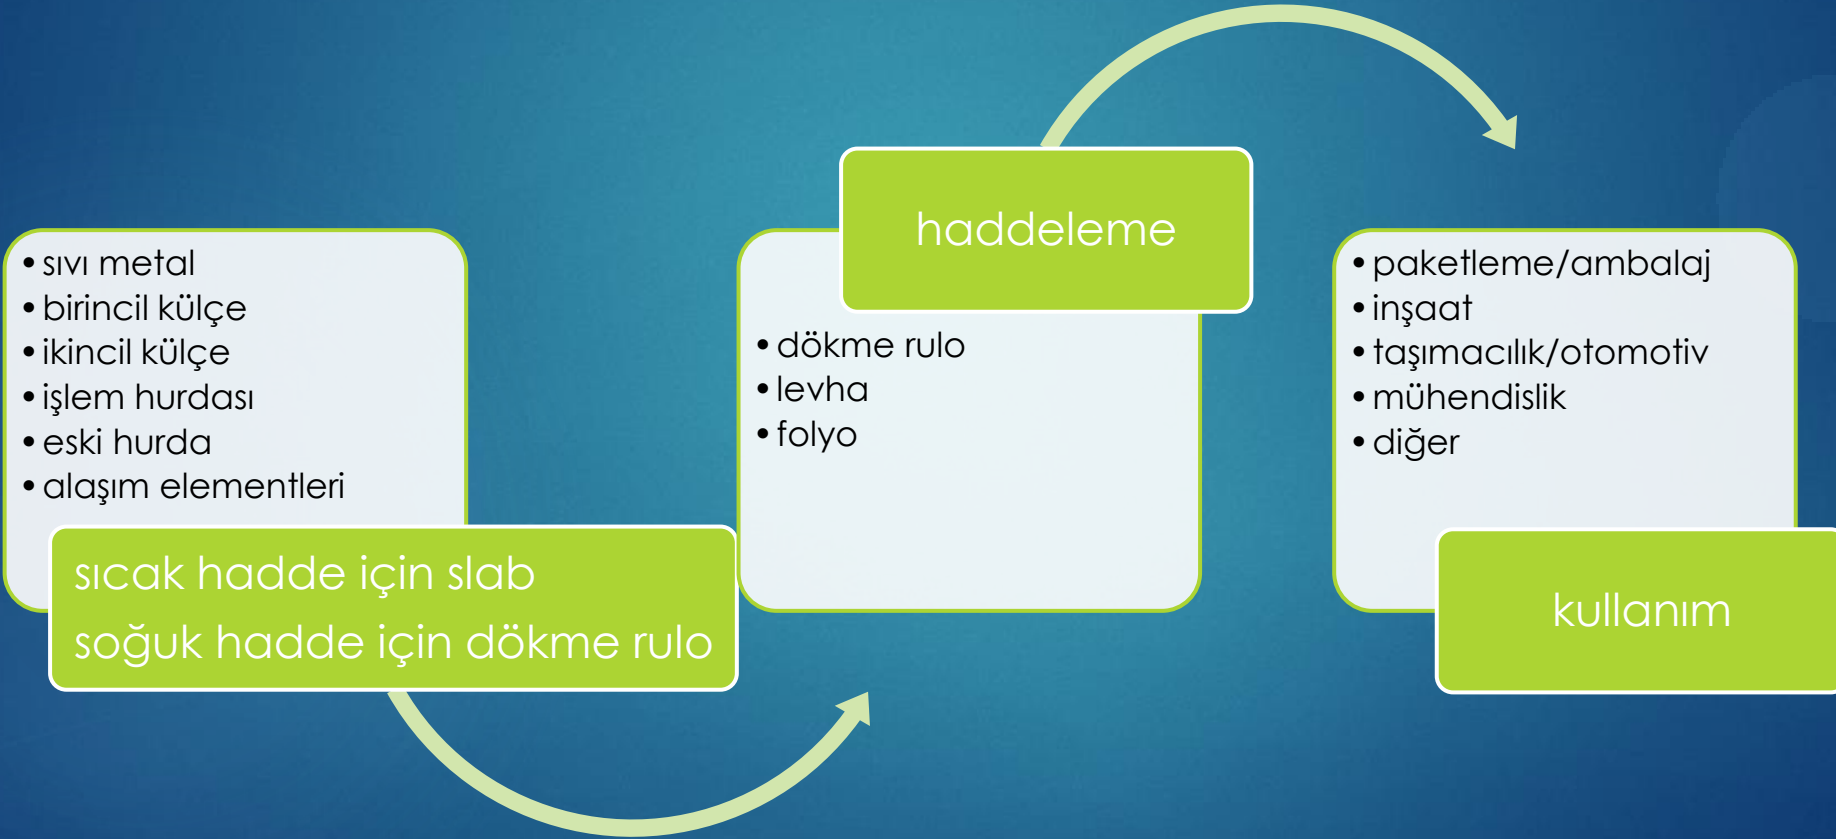 • sıvı metal
• birincil külçe
• ikincil külçe
• işlem hurdası
• eski hurda
• alaşım elementleri
sıcak hadde için slab
soğuk hadde için dökme rulo
haddeleme
• dökme rulo
• levha
• folyo
• paketleme/ambalaj
• inşaat
• taşımacılık/otomotiv
• mühendislik
• diğer
kullanım